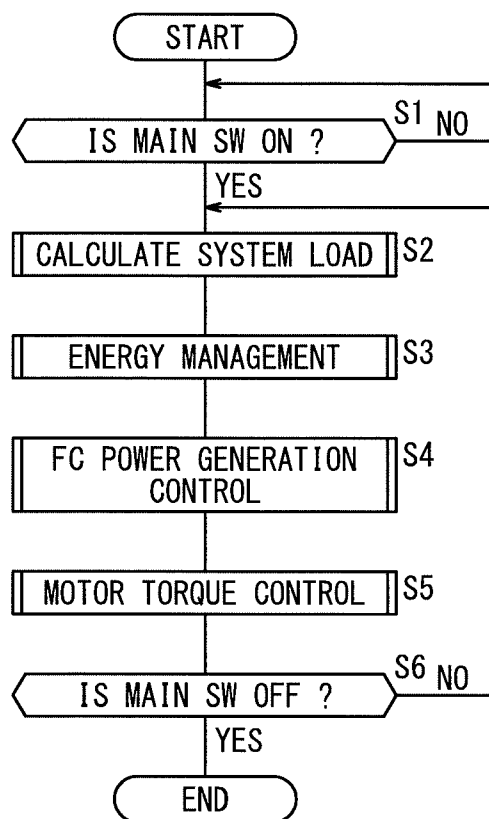 START
S1
NO
IS MAIN SW ON ?
YES
CALCULATE SYSTEM LOAD
S2
ENERGY MANAGEMENT
S3
FC POWER GENERATION
CONTROL
S4
MOTOR TORQUE CONTROL
S5
S6
NO
IS MAIN SW OFF ?
YES
END